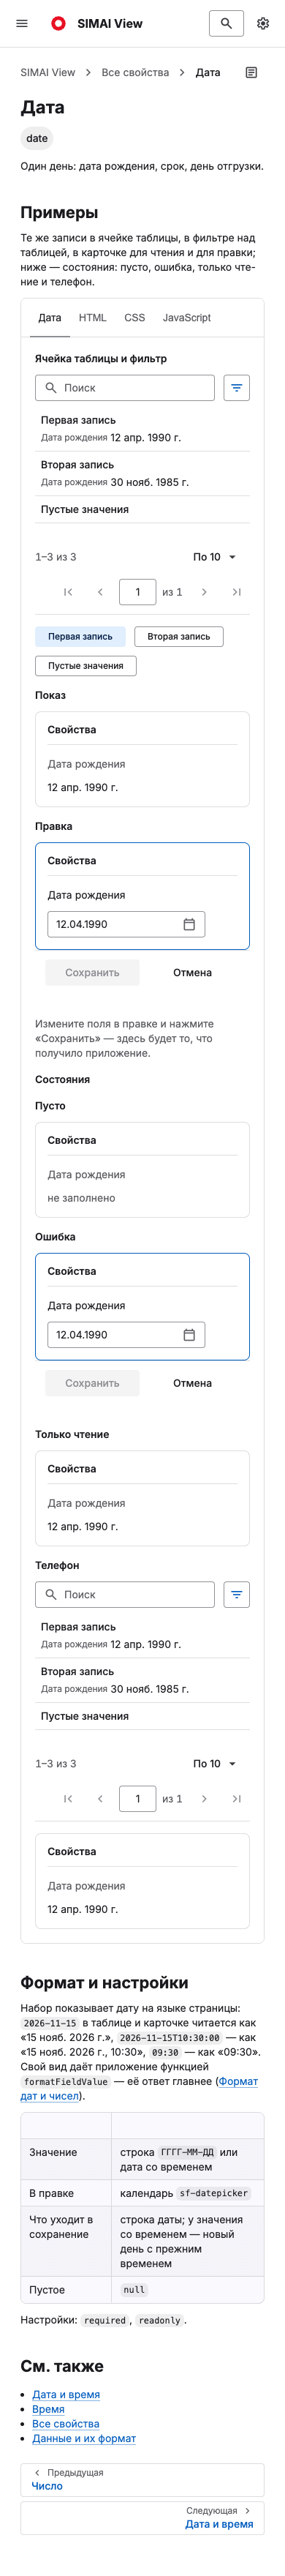 SIMAI View
SIMAI View
Все свойства
Дата
Дата
date
Один день: дата рождения, срок, день отгрузки.
Примеры
Те же записи в ячейке таблицы, в фильтре над
таблицей, в карточке для чтения и для правки;
ниже — состояния: пусто, ошибка, только чте-
ние и телефон.
Дата HTML CSS JavaScript
Ячейка таблицы и фильтр
Поиск
Первая запись
Дата рождения 12 апр. 1990 г.
Вторая запись
Дата рождения 30 нояб. 1985 г.
Пустые значения
1–3 из 3 По 10
1 из 1
Первая запись Вторая запись
Пустые значения
Показ
Свойства
Дата рождения
12 апр. 1990 г.
Правка
Свойства
Дата рождения
12.04.1990
Сохранить Отмена
Измените поля в правке и нажмите
«Сохранить» — здесь будет то, что
получило приложение.
Состояния
Пусто
Свойства
Дата рождения
не заполнено
Ошибка
Свойства
Дата рождения
12.04.1990
Сохранить Отмена
Только чтение
Свойства
Дата рождения
12 апр. 1990 г.
Телефон
Поиск
Первая запись
Дата рождения 12 апр. 1990 г.
Вторая запись
Дата рождения 30 нояб. 1985 г.
Пустые значения
1–3 из 3 По 10
1 из 1
Свойства
Дата рождения
12 апр. 1990 г.
Формат и настройки
Набор показывает дату на языке страницы:
2026-11-15 в таблице и карточке читается как
«15 нояб. 2026 г.», 2026-11-15T10:30:00 — как
«15 нояб. 2026 г., 10:30», 09:30 — как «09:30».
Свой вид даёт приложение функцией
formatFieldValue — её ответ главнее (Формат
дат и чисел).
Значение строка ГГГГ-ММ-ДД или
дата со временем
В правке календарь sf-datepicker
Что уходит в строка даты; у значения
сохранение со временем — новый
день с прежним
временем
Пустое null
Настройки: required, readonly.
См. также
Дата и время
Время
Все свойства
Данные и их формат
Предыдущая
Число
Следующая
Дата и время